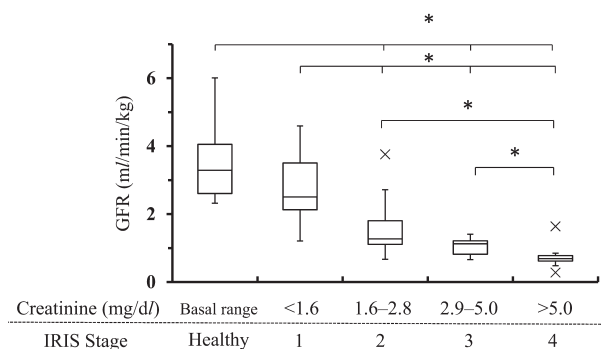 *
*
*
*
6
4
2
0
GFR (ml/min/kg)
Creatinine (mg/dl) Basal range <1.6 1.6–2.8 2.9–5.0 >5.0
IRIS Stage Healthy 1 2 3 4